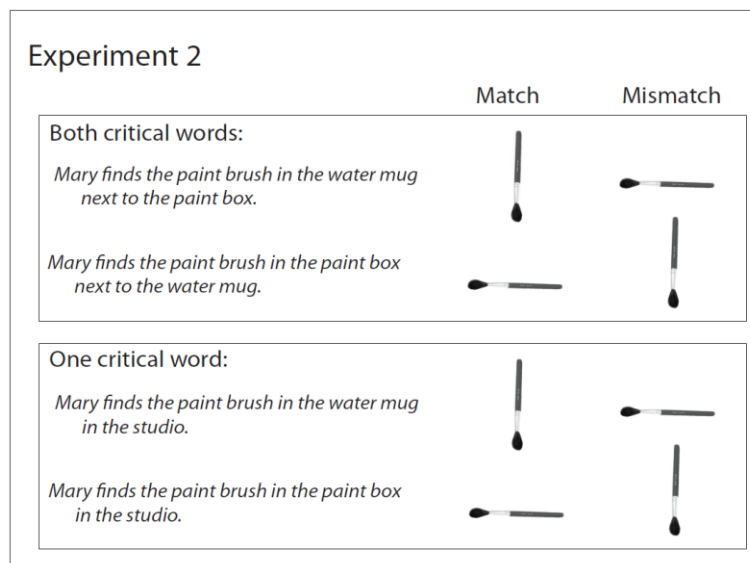 Experiment 2
Match Mismatch
Both critical words:
Mary finds the paint brush in the water mug
next to the paint box.
Mary finds the paint brush in the paint box
next to the water mug.
One critical word:
Mary finds the paint brush in the water mug
in the studio.
Mary finds the paint brush in the paint box
in the studio.